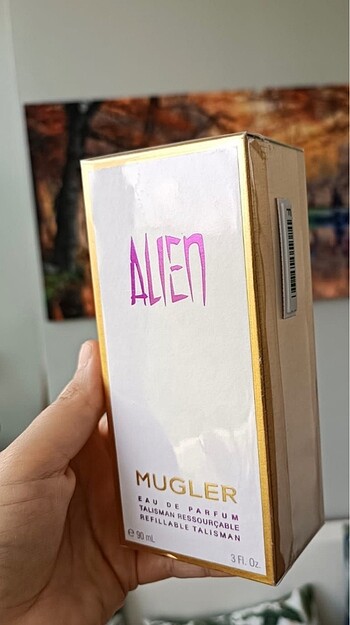 ALIEN
MUGLER
EAU DE PARFUM
TALISMAN RESSOURÇABLE
REFILLABLE TALISMAN
℮ 90 mL
3 Fl. Oz.